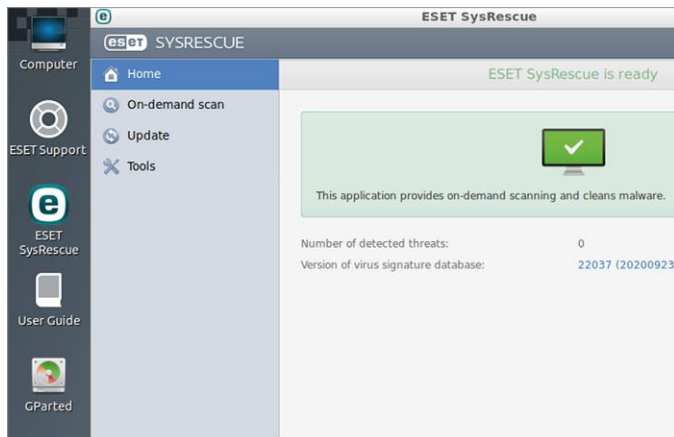 ESET SysRescue
eset SYSRESCUE
Computer
ESET Support
ESET
SysRescue
User Guide
GParted
Home
On-demand scan
Update
Tools
ESET SysRescue is ready
This application provides on-demand scanning and cleans malware.
Number of detected threats: 0
Version of virus signature database: 22037 (20200923